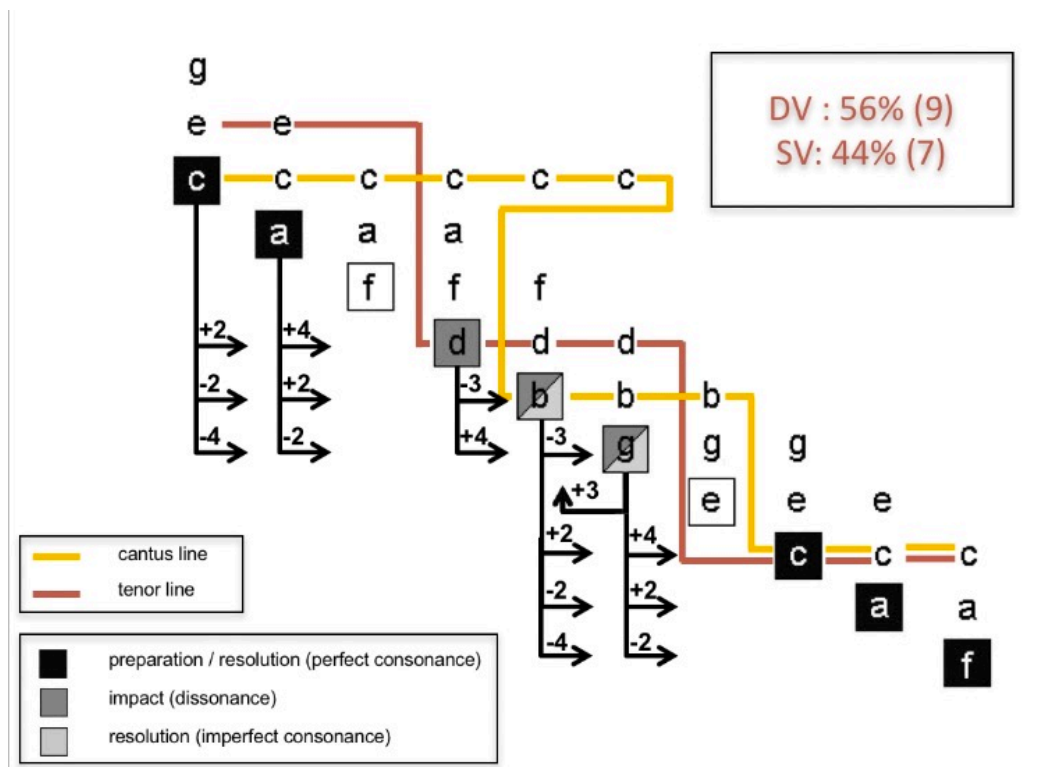 g
DV : 56% (9)
e e
SV: 44% (7)
c c c c c c
a a a
f f f
+2 +4 d d d
-3
-2 +2 b b b
-4 -2 +4 -3 g g g
+3 e e e
cantus line +2 +4 c c c
tenor line
-2 +2 a a
preparation / resolution (perfect consonance) -4 -2 f
impact (dissonance)
resolution (imperfect consonance)